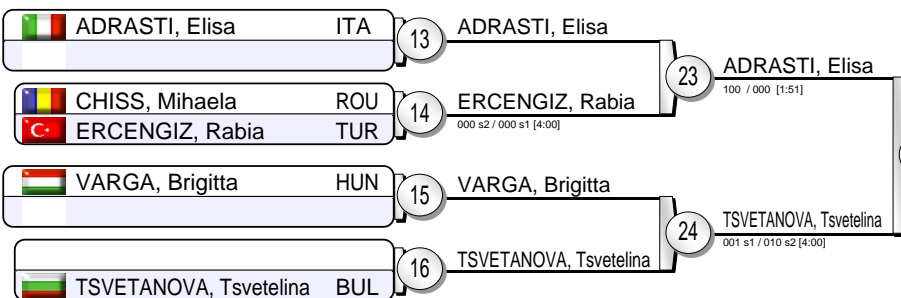 ADRASTI, Elisa ITA
13
ADRASTI, Elisa
23
ADRASTI, Elisa
100 / 000 [1:51]
CHISS, Mihaela ROU
ERCENGIZ, Rabia TUR
14
ERCENGIZ, Rabia
000 s2 / 000 s1 [4:00]
VARGA, Brigitta HUN
15
VARGA, Brigitta
24
TSVETANOVA, Tsvetelina
001 s1 / 010 s2 [4:00]
16
TSVETANOVA, Tsvetelina
TSVETANOVA, Tsvetelina BUL